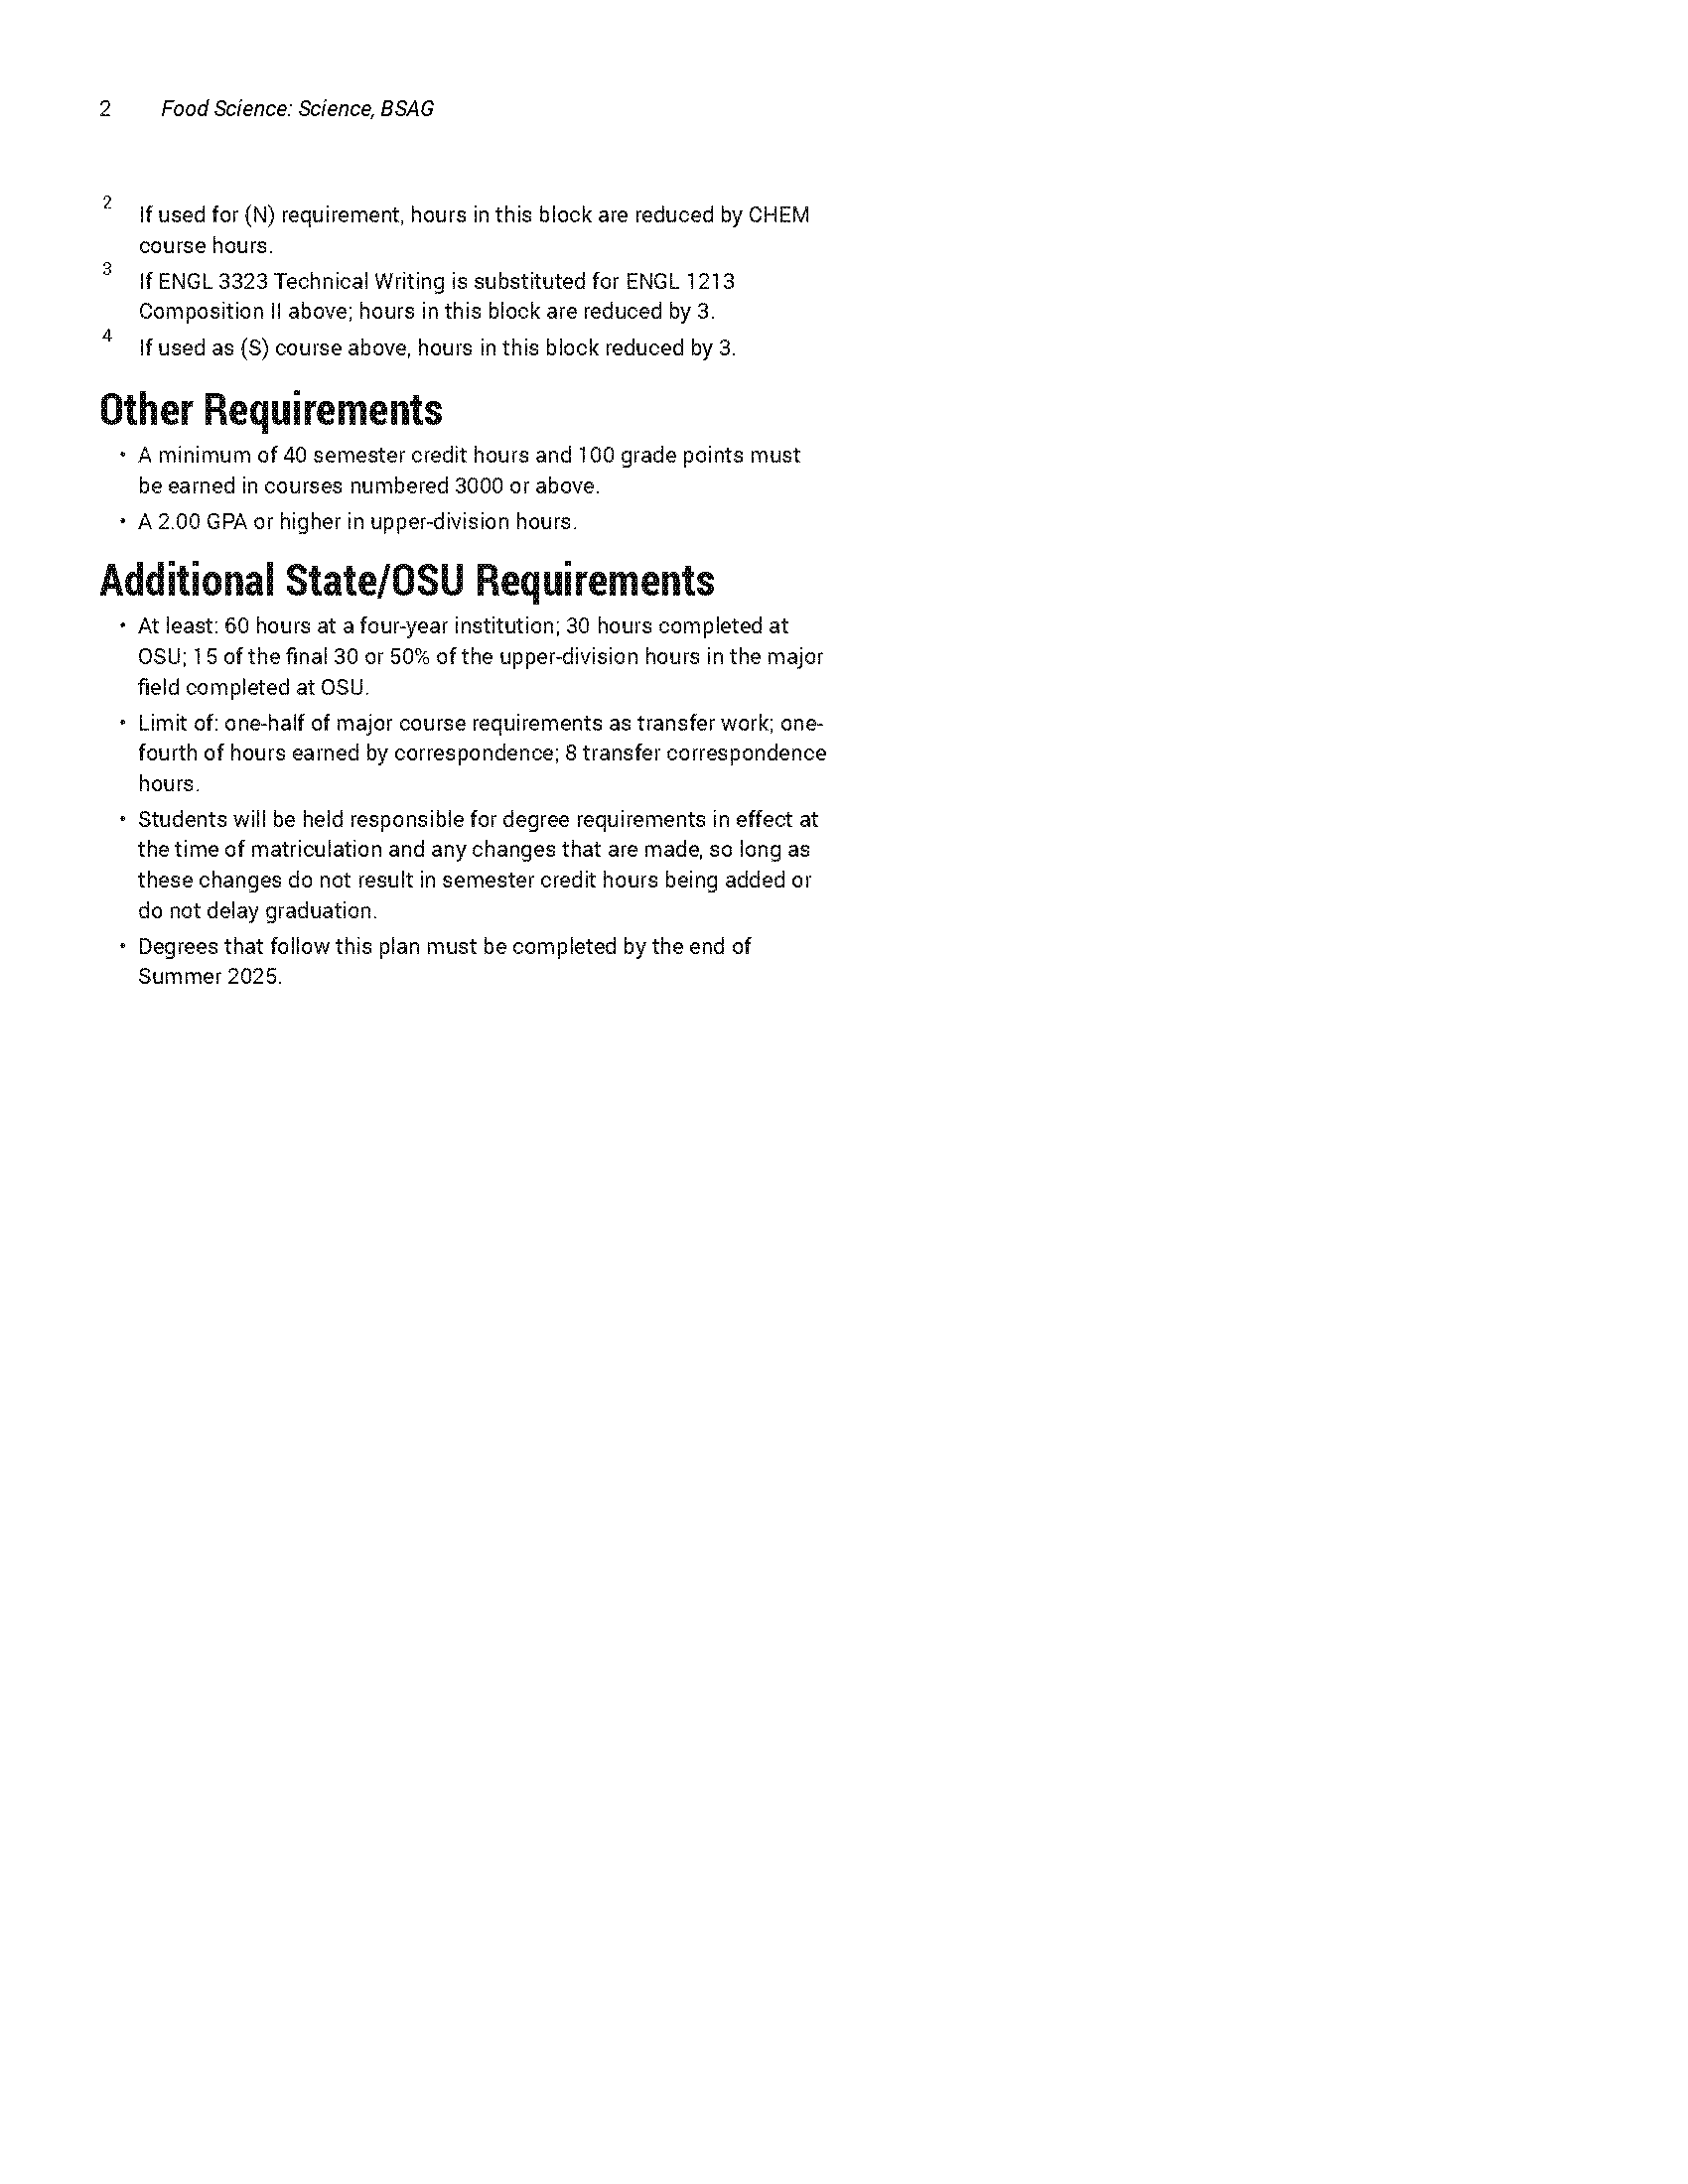 2 Food Science: Science, BSAG
2 If used for (N) requirement, hours in this block are reduced by CHEM
course hours.
3 If ENGL 3323 Technical Writing is substituted for ENGL 1213
Composition II above; hours in this block are reduced by 3.
4 If used as (S) course above, hours in this block reduced by 3.
Other Requirements
• A minimum of 40 semester credit hours and 100 grade points must
be earned in courses numbered 3000 or above.
• A 2.00 GPA or higher in upper-division hours.
Additional State/OSU Requirements
• At least: 60 hours at a four-year institution; 30 hours completed at
OSU; 15 of the final 30 or 50% of the upper-division hours in the major
field completed at OSU.
• Limit of: one-half of major course requirements as transfer work; one-
fourth of hours earned by correspondence; 8 transfer correspondence
hours.
• Students will be held responsible for degree requirements in effect at
the time of matriculation and any changes that are made, so long as
these changes do not result in semester credit hours being added or
do not delay graduation.
• Degrees that follow this plan must be completed by the end of
Summer 2025.